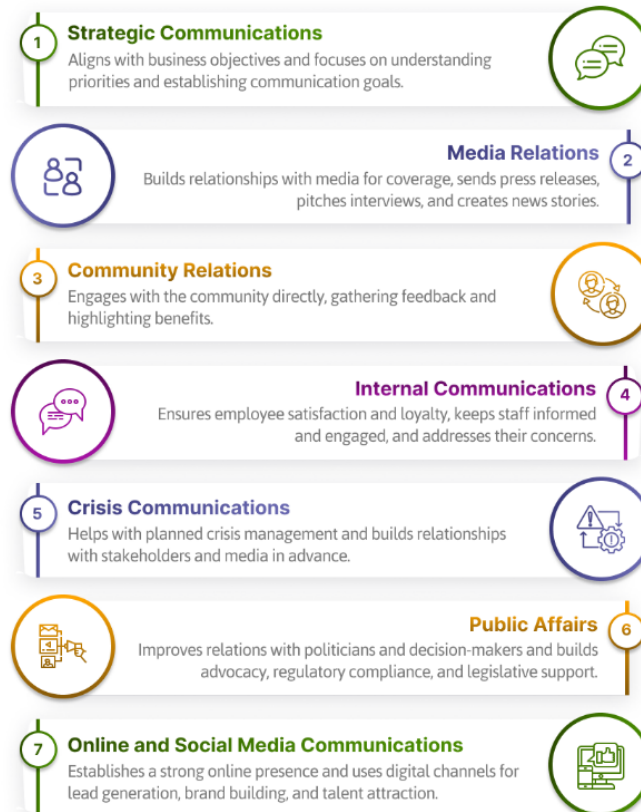 1
Strategic Communications
Aligns with business objectives and focuses on understanding
priorities and establishing communication goals.
Media Relations
2
Builds relationships with media for coverage, sends press releases,
pitches interviews, and creates news stories.
3
Community Relations
Engages with the community directly, gathering feedback and
highlighting benefits.
Internal Communications
4
Ensures employee satisfaction and loyalty, keeps staff informed
and engaged, and addresses their concerns.
5
Crisis Communications
Helps with planned crisis management and builds relationships
with stakeholders and media in advance.
Public Affairs
6
Improves relations with politicians and decision-makers and builds
advocacy, regulatory compliance, and legislative support.
7
Online and Social Media Communications
Establishes a strong online presence and uses digital channels for
lead generation, brand building, and talent attraction.